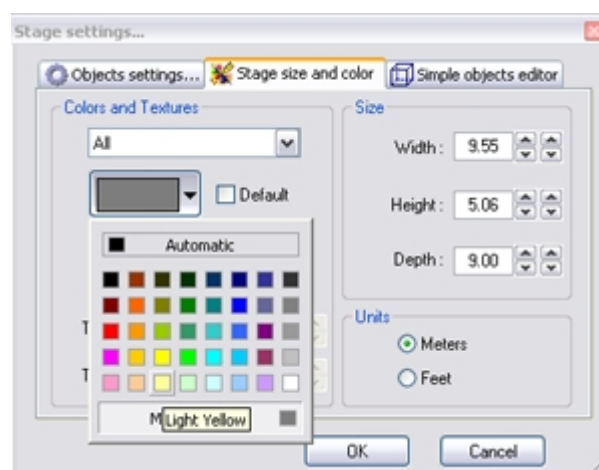 Stage settings...
Objects settings... Stage size and color Simple objects editor
Colors and Textures
All
Default
Automatic
T
T
M
Light Yellow
Size
Width : 9.55
Height : 5.06
Depth : 9.00
Units
Meters
Feet
OK Cancel